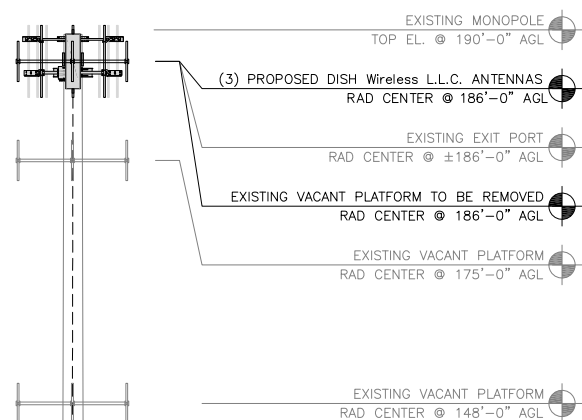 EXISTING MONOPOLE
TOP EL. @ 190'-0" AGL
(3) PROPOSED DISH Wireless L.L.C. ANTENNAS
RAD CENTER @ 186'-0" AGL
EXISTING EXIT PORT
RAD CENTER @ ±186'-0" AGL
EXISTING VACANT PLATFORM TO BE REMOVED
RAD CENTER @ 186'-0" AGL
EXISTING VACANT PLATFORM
RAD CENTER @ 175'-0" AGL
EXISTING VACANT PLATFORM
RAD CENTER @ 148'-0" AGL